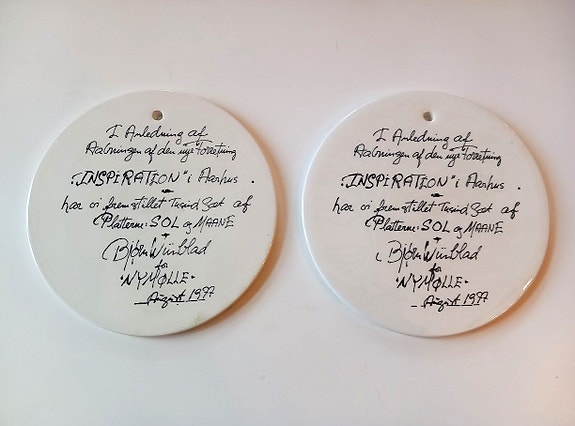 I Anledning af
Aabningen af den nye Forretning
"INSPIRATION" i Aarhus.
har vi fremstillet Tusind Sæt af
Platterne: SOL og MAANE
Bjørn Wiinblad
for
"NYMØLLE"
August 1977
I Anledning af
Aabningen af den nye Forretning
"INSPIRATION" i Aarhus.
har vi fremstillet Tusind Sæt af
Platterne: SOL og MAANE
Bjørn Wiinblad
for
"NYMØLLE"
August 1977